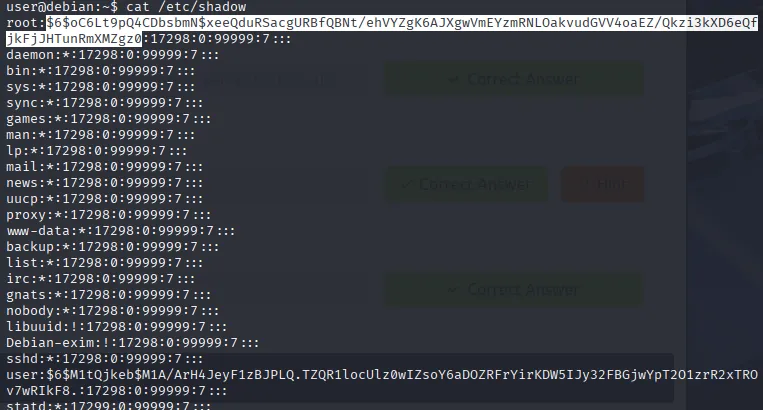 user@debian:~$ cat /etc/shadow
root:$6$oC6Lt9pQ4CDbsbmN$xeeQduRSacgURBfQBNt/ehVYZgK6AJXgwVmEYzmRNLOakvudGVV4oaEZ/Qkzi3kXD6eQf
jkFjJHTunRmXMZgz0:17298:0:99999:7:::
daemon:*:17298:0:99999:7:::
bin:*:17298:0:99999:7:::
sys:*:17298:0:99999:7:::
sync:*:17298:0:99999:7:::
games:*:17298:0:99999:7:::
man:*:17298:0:99999:7:::
lp:*:17298:0:99999:7:::
mail:*:17298:0:99999:7:::
news:*:17298:0:99999:7:::
uucp:*:17298:0:99999:7:::
proxy:*:17298:0:99999:7:::
www-data:*:17298:0:99999:7:::
backup:*:17298:0:99999:7:::
list:*:17298:0:99999:7:::
irc:*:17298:0:99999:7:::
gnats:*:17298:0:99999:7:::
nobody:*:17298:0:99999:7:::
libuuid:!:17298:0:99999:7:::
Debian-exim:!:17298:0:99999:7:::
sshd:*:17298:0:99999:7:::
user:$6$M1tQjkeb$M1A/ArH4JeyF1zBJPLQ.TZQR1locUlz0wIZsoY6aDOZRFrYirKDW5IJy32FBGjwYpT2O1zrR2xTRO
v7wRIkF8.:17298:0:99999:7:::
statd:*:17299:0:99999:7:::
Correct Answer
Correct Answer
Hint
Correct Answer